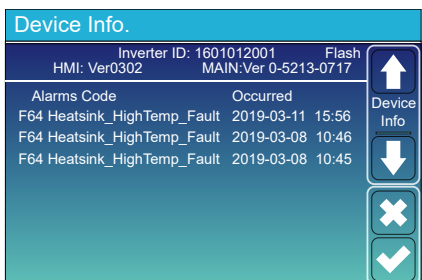 Device Info.
Inverter ID: 1601012001 Flash
HMI: Ver0302 MAIN:Ver 0-5213-0717
Alarms Code Occurred
F64 Heatsink_HighTemp_Fault 2019-03-11 15:56
F64 Heatsink_HighTemp_Fault 2019-03-08 10:46
F64 Heatsink_HighTemp_Fault 2019-03-08 10:45
Device
Info